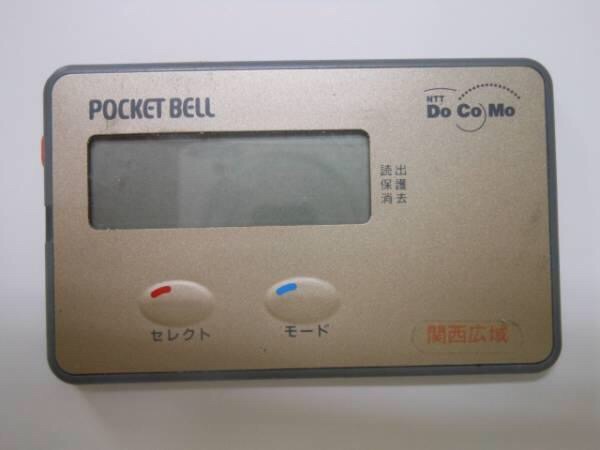 POCKET BELL
NTT
DoCoMo
読出
保護
消去
セレクト
モード
関西広域